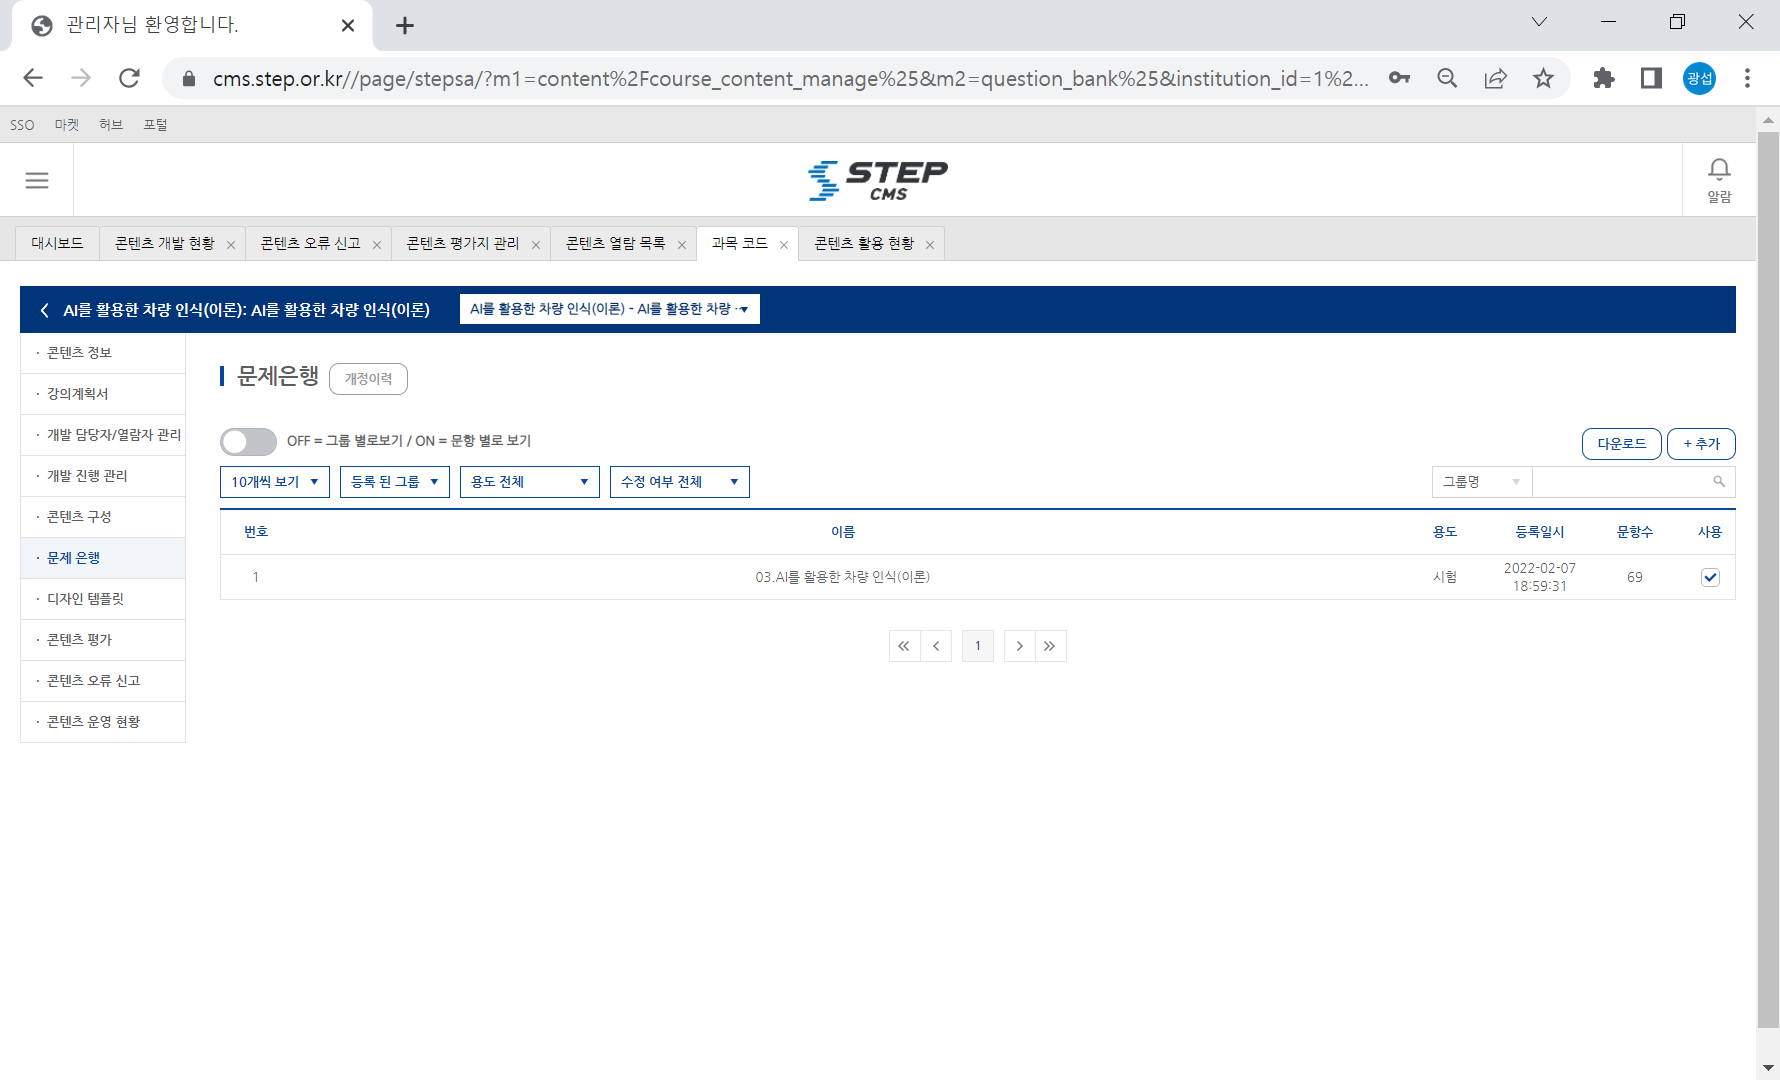 관리자님 환영합니다.
cms.step.or.kr//page/stepsa/?m1=content%2Fcourse_content_manage%25&m2=question_bank%25&institution_id=1%2...
광섭
SSO 마켓 허브 포털
STEP
CMS
알람
대시보드 콘텐츠 개발 현황 콘텐츠 오류 신고 콘텐츠 평가지 관리 콘텐츠 열람 목록 과목 코드 콘텐츠 활용 현황
AI를 활용한 차량 인식(이론): AI를 활용한 차량 인식(이론) AI를 활용한 차량 인식(이론) - AI를 활용한 차량 ··
· 콘텐츠 정보
· 강의계획서
· 개발 담당자/열람자 관리
· 개발 진행 관리
· 콘텐츠 구성
· 문제 은행
· 디자인 템플릿
· 콘텐츠 평가
· 콘텐츠 오류 신고
· 콘텐츠 운영 현황
문제은행 개정이력
OFF = 그룹 별로보기 / ON = 문항 별로 보기
다운로드 + 추가
10개씩 보기 등록 된 그룹 용도 전체 수정 여부 전체 그룹명
번호 이름 용도 등록일시 문항수 사용
1 03.AI를 활용한 차량 인식(이론) 시험 2022-02-07 18:59:31 69
1